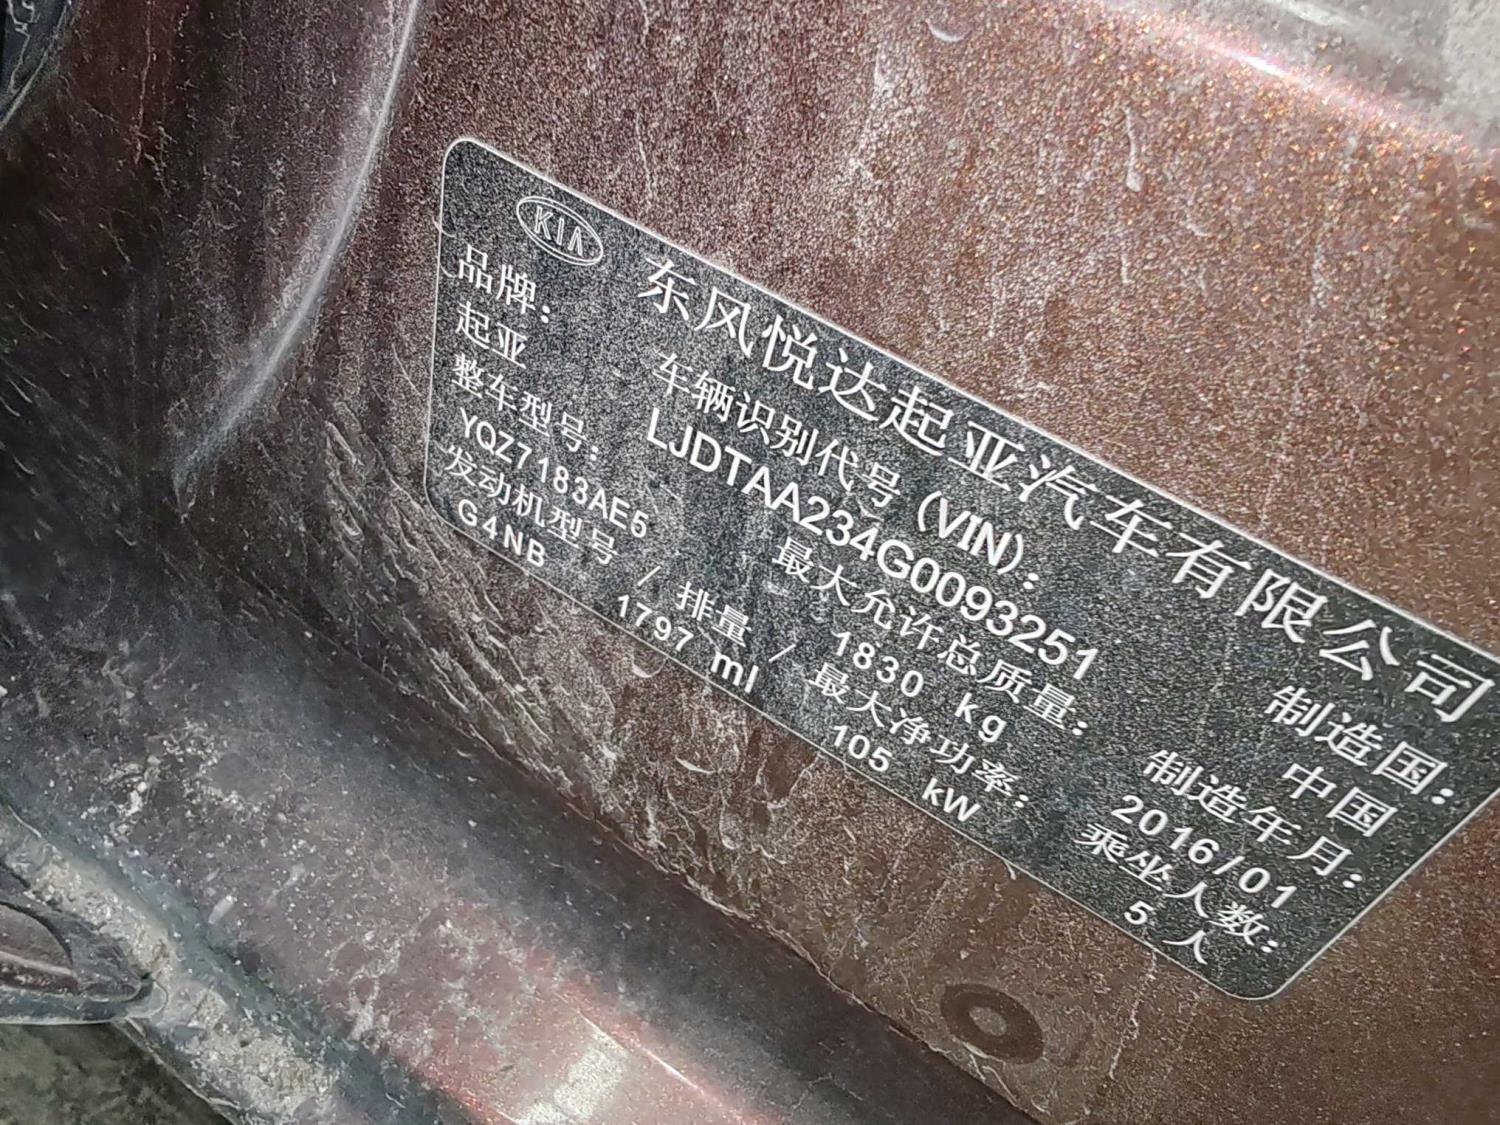 KIA
东风悦达起亚汽车有限公司
品牌: 车辆识别代号 (VIN): 制造国:
起亚 LJDTAA234G0093251 中国
整车型号: 最大允许总质量: 制造年月:
YQZ7183AE5 1830 kg 2016/01
发动机型号 / 排量 / 最大净功率: 乘坐人数:
G4NB 1797 ml 105 kW 5 人